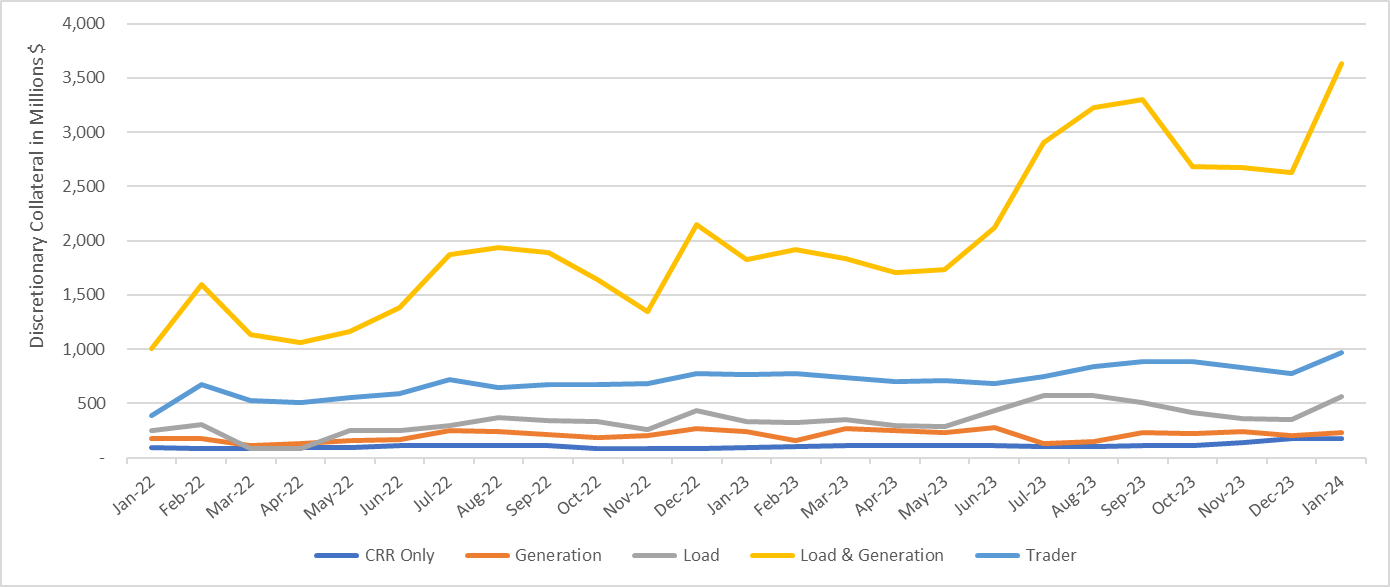 Discretionary Collateral in Millions $
4,000
3,500
3,000
2,500
2,000
1,500
1,000
500
-
Jan-22
Feb-22
Mar-22
Apr-22
May-22
Jun-22
Jul-22
Aug-22
Sep-22
Oct-22
Nov-22
Dec-22
Jan-23
Feb-23
Mar-23
Apr-23
May-23
Jun-23
Jul-23
Aug-23
Sep-23
Oct-23
Nov-23
Dec-23
Jan-24
CRR Only
Generation
Load
Load & Generation
Trader